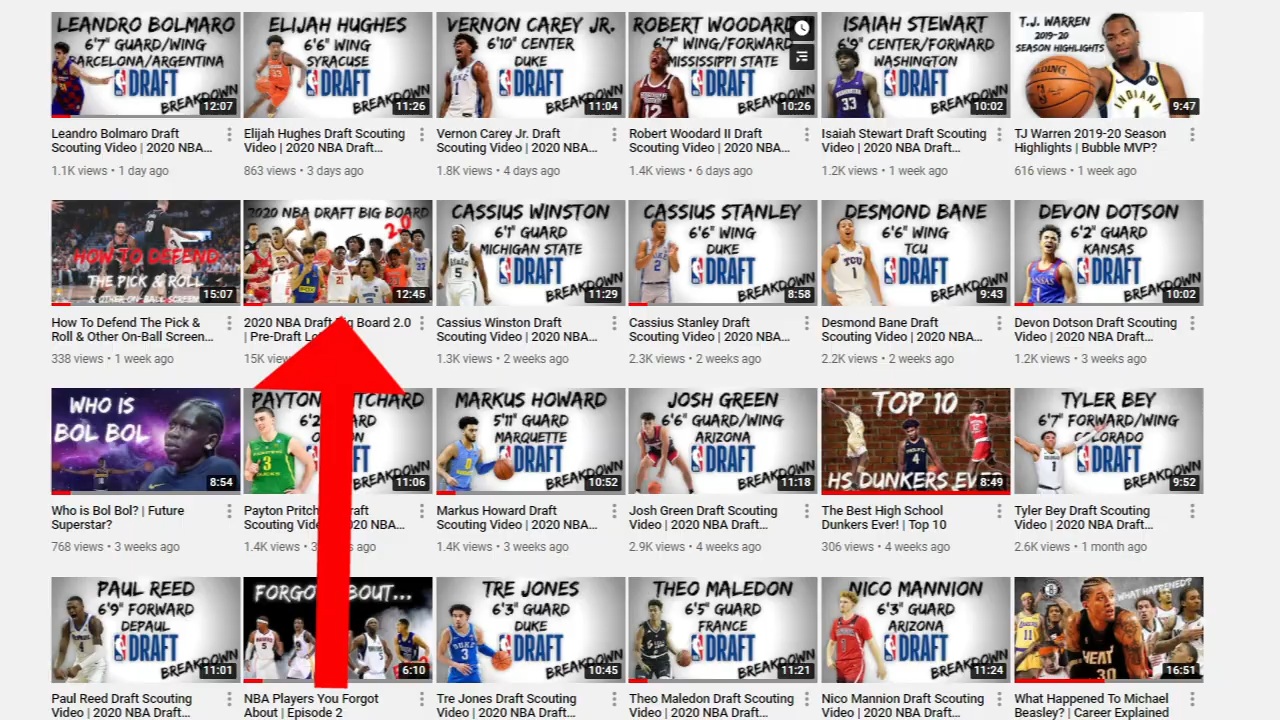 LEANDRO BOLMARO
6'7" GUARD/WING
BARCELONA/ARGENTINA
DRAFT
BREAKDOWN
12:07
ELIJAH HUGHES
6'6" WING
SYRACUSE
DRAFT
BREAKDOWN
11:26
VERNON CAREY JR.
6'10" CENTER
DUKE
DRAFT
BREAKDOWN
11:04
ROBERT WOODARD
6'7" WING/FORWARD
MISSISSIPPI STATE
DRAFT
BREAKDOWN
10:26
ISAIAH STEWART
6'9" CENTER/FORWARD
WASHINGTON
DRAFT
BREAKDOWN
10:02
T.J. WARREN
2019-20
SEASON HIGHLIGHTS
INDIANA
9:47
Leandro Bolmaro Draft
Scouting Video | 2020 NBA...
1.1K views • 1 day ago
Elijah Hughes Draft Scouting
Video | 2020 NBA Draft...
863 views • 3 days ago
Vernon Carey Jr. Draft
Scouting Video | 2020 NBA...
1.8K views • 4 days ago
Robert Woodard II Draft
Scouting Video | 2020 NBA...
1.4K views • 6 days ago
Isaiah Stewart Draft Scouting
Video | 2020 NBA Draft...
1.2K views • 1 week ago
TJ Warren 2019-20 Season
Highlights | Bubble MVP?
616 views • 1 week ago
HOW TO DEFEND
THE PICK & ROLL
& OTHER ON-BALL SCREEN
15:07
2020 NBA DRAFT BIG BOARD
2.0
12:45
CASSIUS WINSTON
6'1" GUARD
MICHIGAN STATE
DRAFT
BREAKDOWN
11:29
CASSIUS STANLEY
6'6" WING
DUKE
DRAFT
BREAKDOWN
8:58
DESMOND BANE
6'6" WING
TCU
DRAFT
BREAKDOWN
9:43
DEVON DOTSON
6'2" GUARD
KANSAS
DRAFT
BREAKDOWN
10:02
How To Defend The Pick &
Roll & Other On-Ball Screen...
338 views • 1 week ago
2020 NBA Draft Big Board 2.0
| Pre-Draft Lo
15K
Cassius Winston Draft
Scouting Video | 2020 NBA...
1.3K views • 2 weeks ago
Cassius Stanley Draft
Scouting Video | 2020 NBA...
2.3K views • 2 weeks ago
Desmond Bane Draft
Scouting Video | 2020 NBA...
2.2K views • 2 weeks ago
Devon Dotson Draft Scouting
Video | 2020 NBA Draft...
1.2K views • 3 weeks ago
WHO IS
BOL BOL
8:54
PAYTON PRITCHARD
BREAKDOWN
11:06
MARKUS HOWARD
5'11" GUARD
MARQUETTE
DRAFT
BREAKDOWN
10:52
JOSH GREEN
6'6" GUARD/WING
ARIZONA
DRAFT
BREAKDOWN
11:18
TOP 10
HS DUNKERS EV
8:49
TYLER BEY
6'7" FORWARD/WING
COLORADO
DRAFT
BREAKDOWN
9:52
Who is Bol Bol? | Future
Superstar?
768 views • 3 weeks ago
Payton Pritch
Scouting 2020 NBA...
1.4K views • ago
Markus Howard Draft
Scouting Video | 2020 NBA...
1.4K views • 3 weeks ago
Josh Green Draft Scouting
Video | 2020 NBA Draft...
2.9K views • 4 weeks ago
The Best High School
Dunkers Ever! | Top 10
306 views • 4 weeks ago
Tyler Bey Draft Scouting
Video | 2020 NBA Draft...
2.6K views • 1 month ago
PAUL REED
6'9" FORWARD
DEPAUL
DRAFT
BREAKDOWN
11:01
FORGOT BOUT...
6:10
TRE JONES
6'3" GUARD
DUKE
DRAFT
BREAKDOWN
10:45
THEO MALEDON
6'5" GUARD
FRANCE
DRAFT
BREAKDOWN
11:21
NICO MANNION
6'3" GUARD
ARIZONA
DRAFT
BREAKDOWN
11:24
WHAT HAPPENED?
HEAT
30
16:51
Paul Reed Draft Scouting
Video | 2020 NBA Draft...
NBA Players You Forgot
About | Episode 2
Tre Jones Draft Scouting
Video | 2020 NBA Draft...
Theo Maledon Draft Scouting
Video | 2020 NBA Draft...
Nico Mannion Draft Scouting
Video | 2020 NBA Draft...
What Happened To Michael
Beasley? | Career Explained